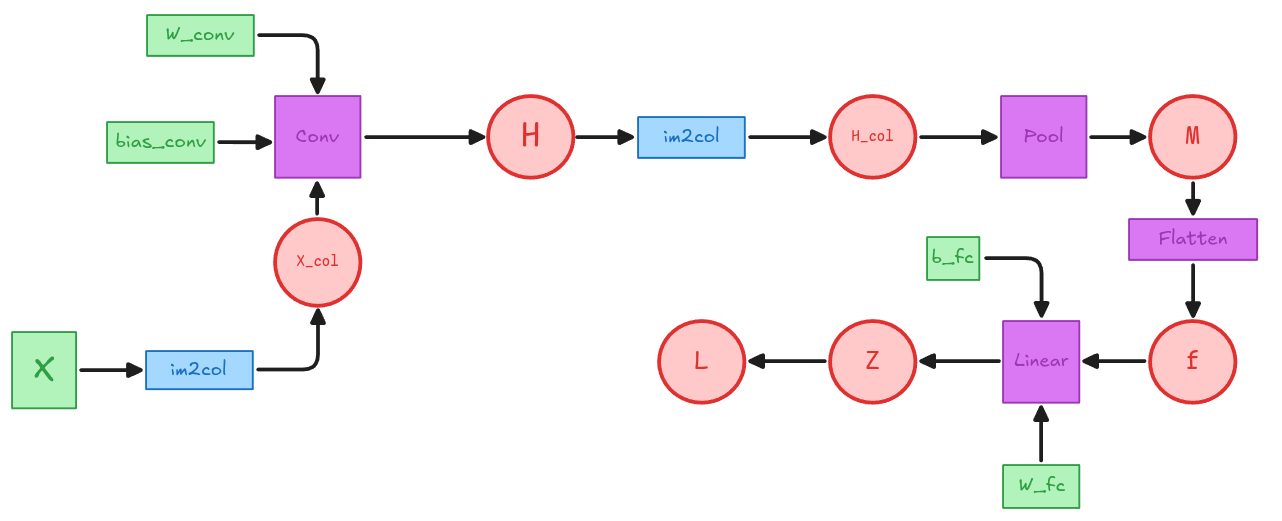 W_conv
bias_conv
Conv
H
im2col
H_col
Pool
M
X_col
Flatten
b_fc
X
im2col
L
Z
Linear
f
W_fc